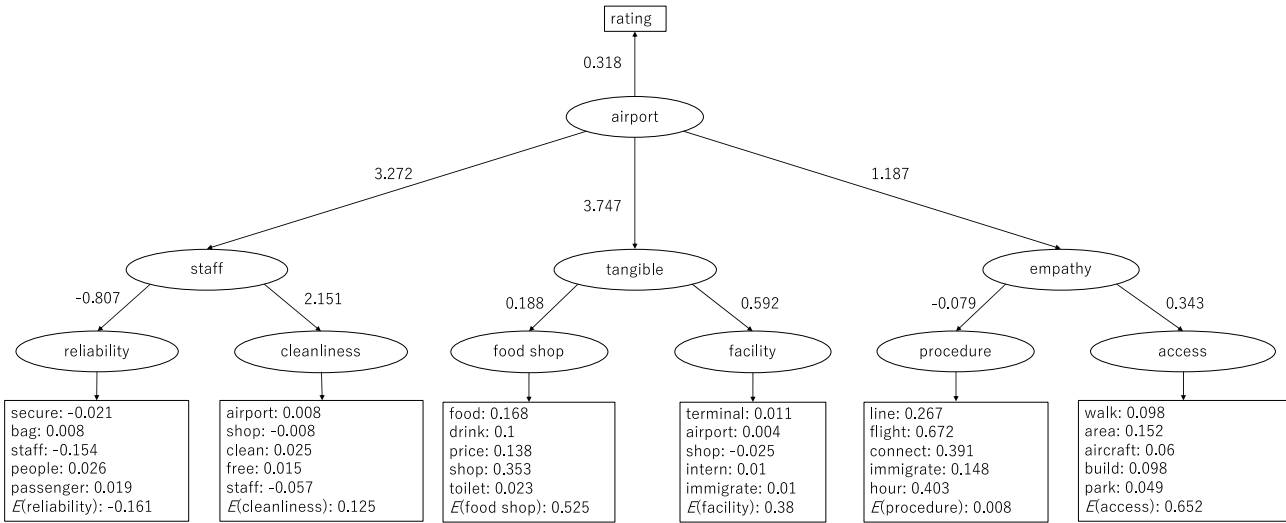 rating
0.318
airport
3.272
3.747
1.187
staff
tangible
empathy
-0.807
2.151
0.188
0.592
-0.079
0.343
reliability
cleanliness
food shop
facility
procedure
access
secure: -0.021
bag: 0.008
staff: -0.154
people: 0.026
passenger: 0.019
E(reliability): -0.161
airport: 0.008
shop: -0.008
clean: 0.025
free: 0.015
staff: -0.057
E(cleanliness): 0.125
food: 0.168
drink: 0.1
price: 0.138
shop: 0.353
toilet: 0.023
E(food shop): 0.525
terminal: 0.011
airport: 0.004
shop: -0.025
intern: 0.01
immigrate: 0.01
E(facility): 0.38
line: 0.267
flight: 0.672
connect: 0.391
immigrate: 0.148
hour: 0.403
E(procedure): 0.008
walk: 0.098
area: 0.152
aircraft: 0.06
build: 0.098
park: 0.049
E(access): 0.652